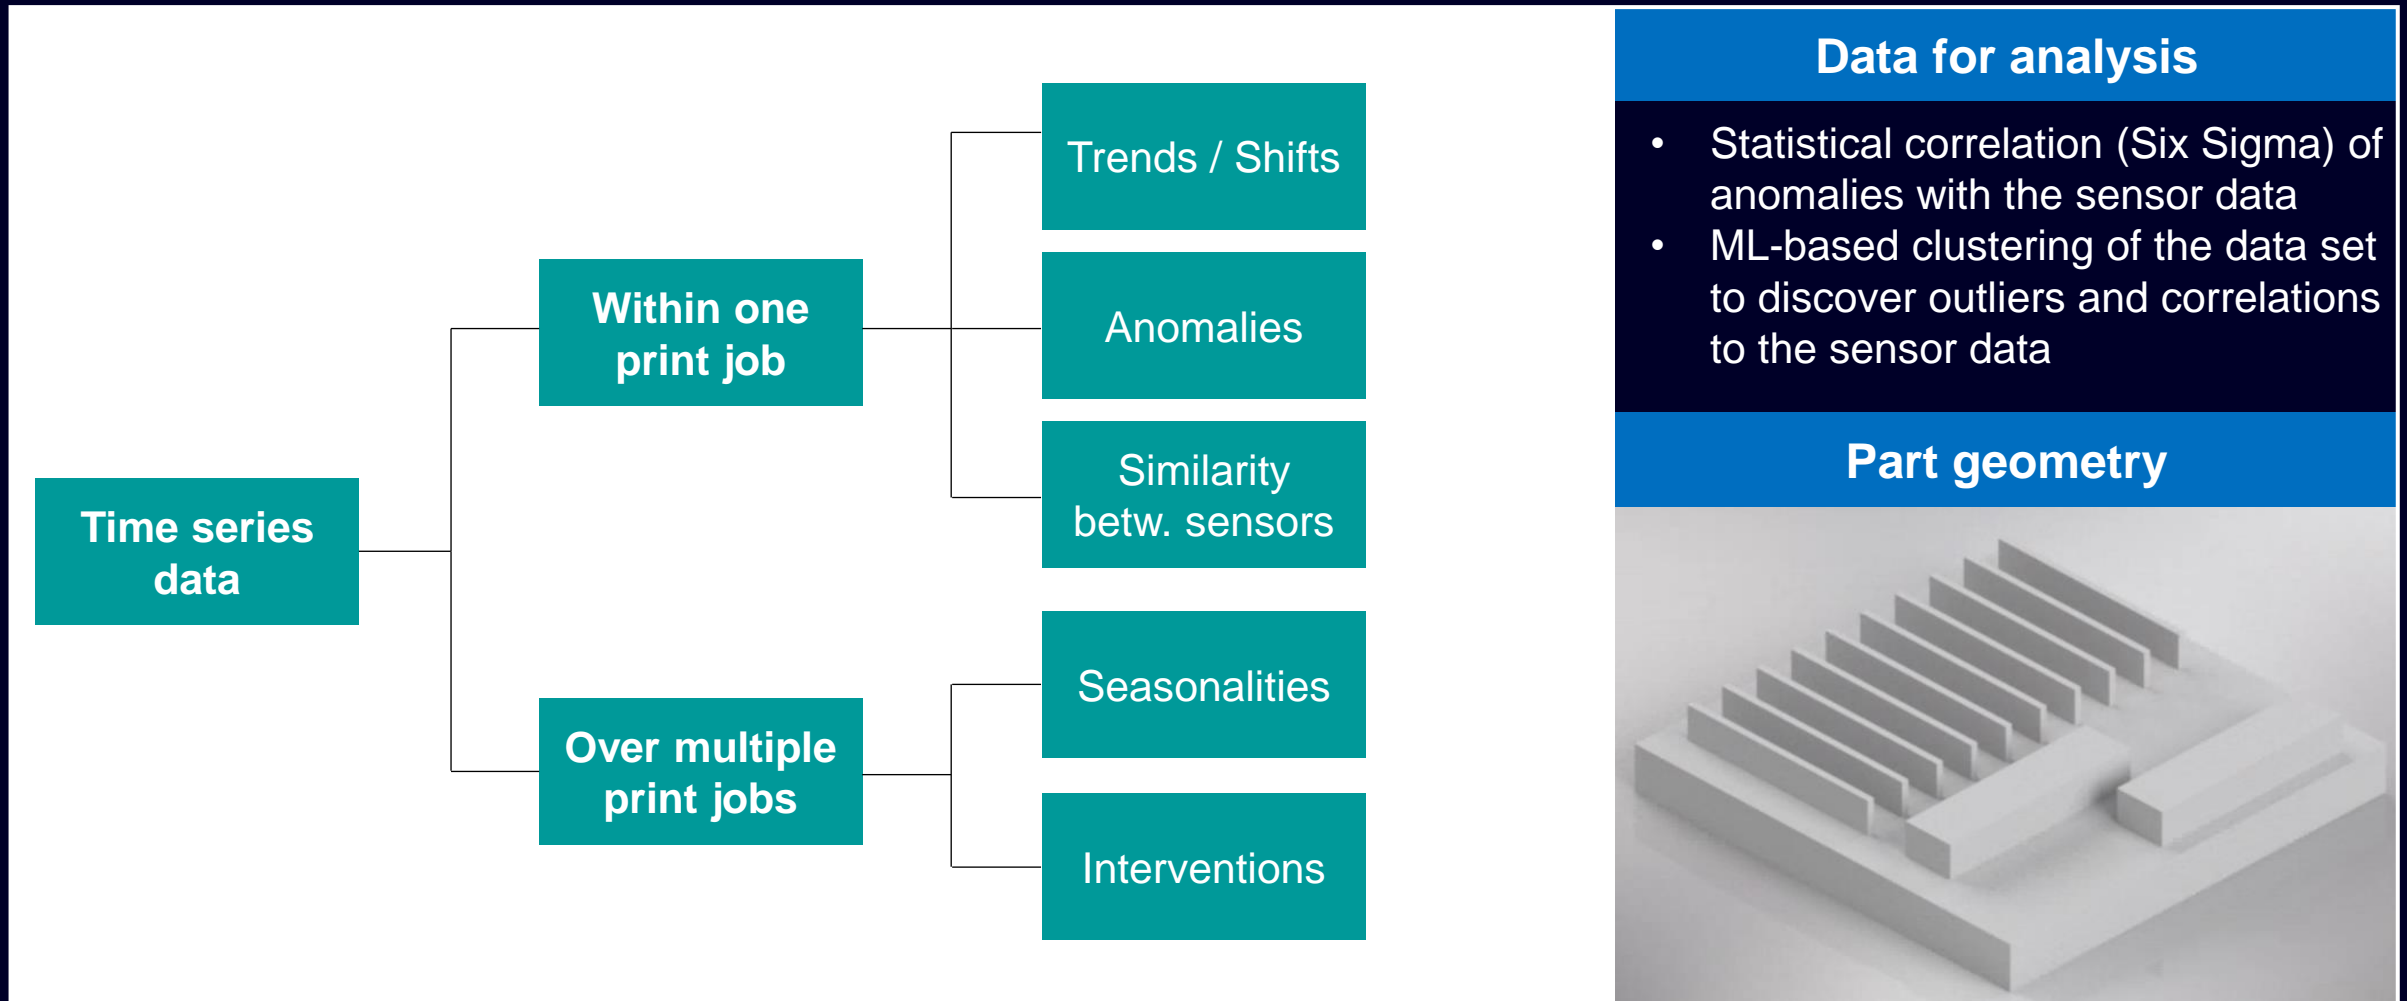 Time series
data
Within one
print job
Over multiple
print jobs
Trends / Shifts
Anomalies
Similarity
betw. sensors
Seasonalities
Interventions
Data for analysis
• Statistical correlation (Six Sigma) of
anomalies with the sensor data
• ML-based clustering of the data set
to discover outliers and correlations
to the sensor data
Part geometry